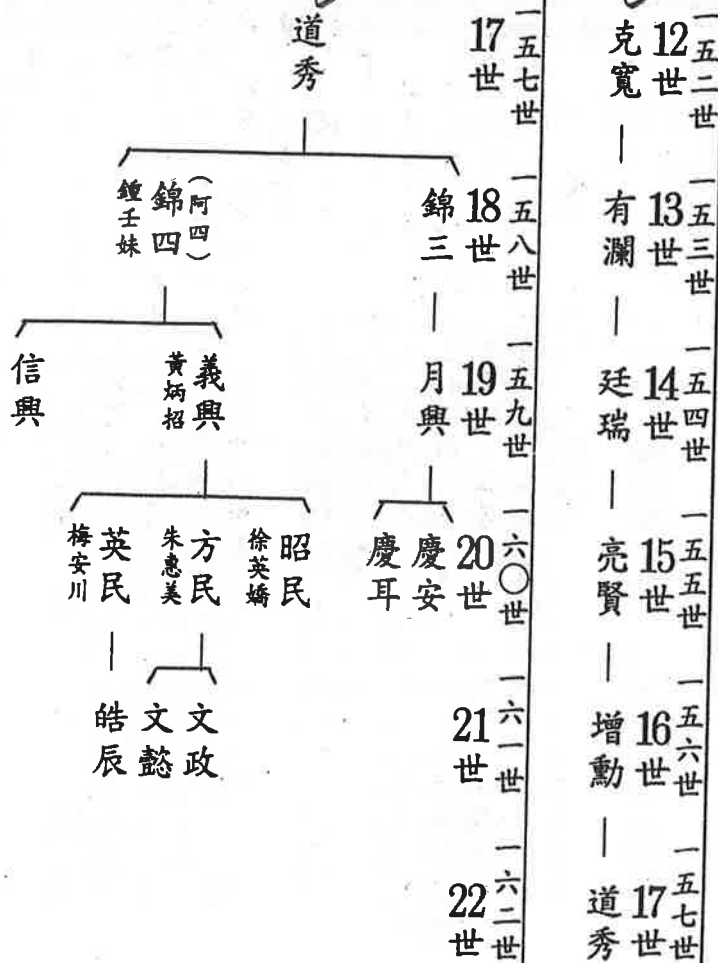 一五二世
12世
克寬
一五三世
13世
有瀾
一五四世
14世
廷瑞
一五五世
15世
亮賢
一五六世
16世
增勳
一五七世
17世
道秀
一五七世
17世
道秀
一五八世
18世
錦三
(阿四)
錦四
鍾壬妹
一五九世
19世
月興
義興
黃炳招
信興
一六〇世
20世
慶安
慶耳
昭民
徐英嬌
方民
朱惠美
英民
梅安川
一六一世
21世
文政
文懿
皓辰
一六二世
22世